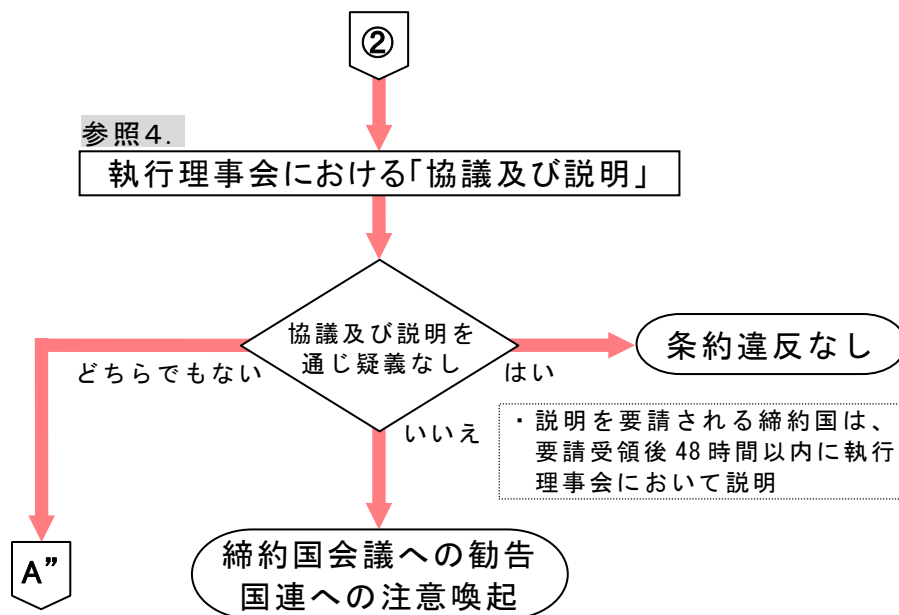 ②
参照4.
執行理事会における「協議及び説明」
協議及び説明を
通じ疑義なし
どちらでもない
はい
条約違反なし
いいえ
・説明を要請される締約国は、
要請受領後48時間以内に執行
理事会において説明
A”
締約国会議への勧告
国連への注意喚起